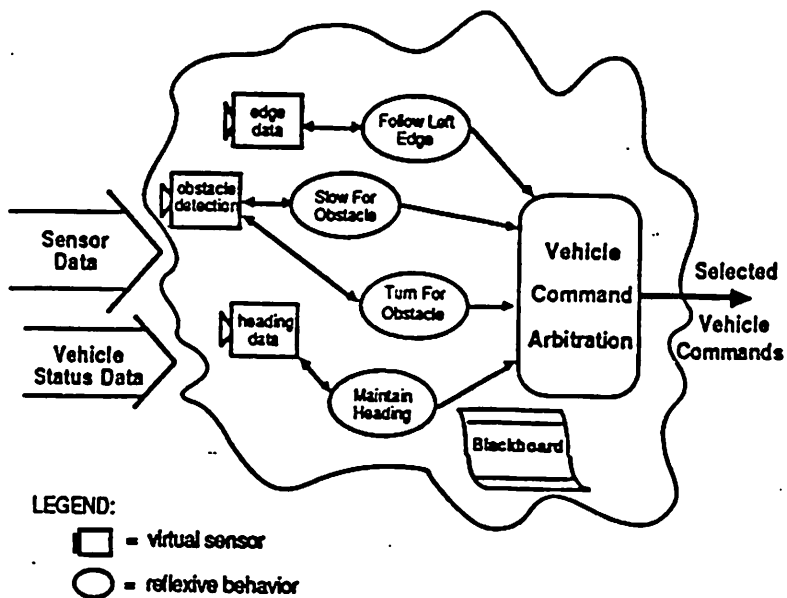 edge
data
Follow Left
Edge
obstacle
detection
Slow For
Obstacle
Sensor
Data
Vehicle
Command
Arbitration
Selected
Vehicle
Commands
Turn For
Obstacle
heading
data
Vehicle
Status Data
Maintain
Heading
Blackboard
LEGEND:
= virtual sensor
= reflexive behavior